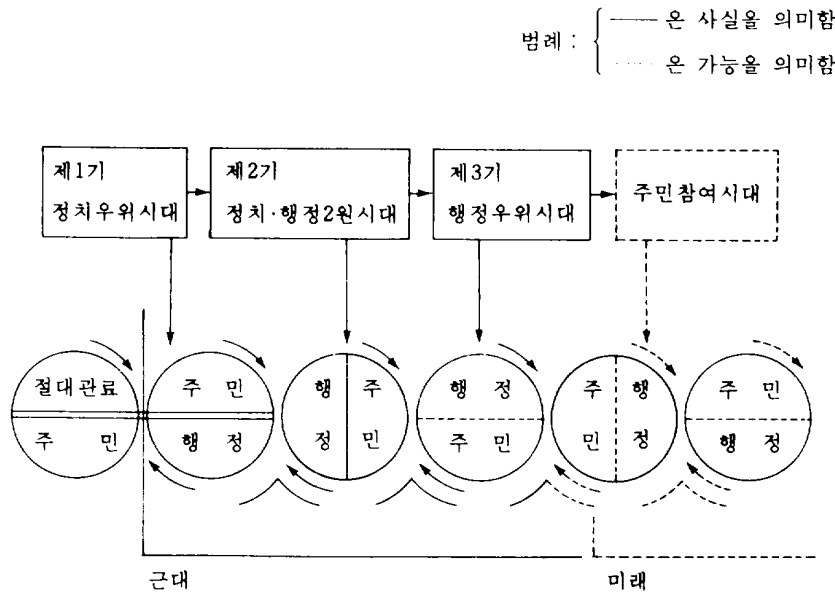 범례 :
온 사실올 의미함
온 가능올 의미함
제1기
정치우위시대
제2기
정치·행정2원시대
제3기
행정우위시대
주민참여시대
절대관료
주 민
주 민
행 정
행 정
주 민
행 정
주 민
주 민
행 정
주 민
행 정
근대
미래